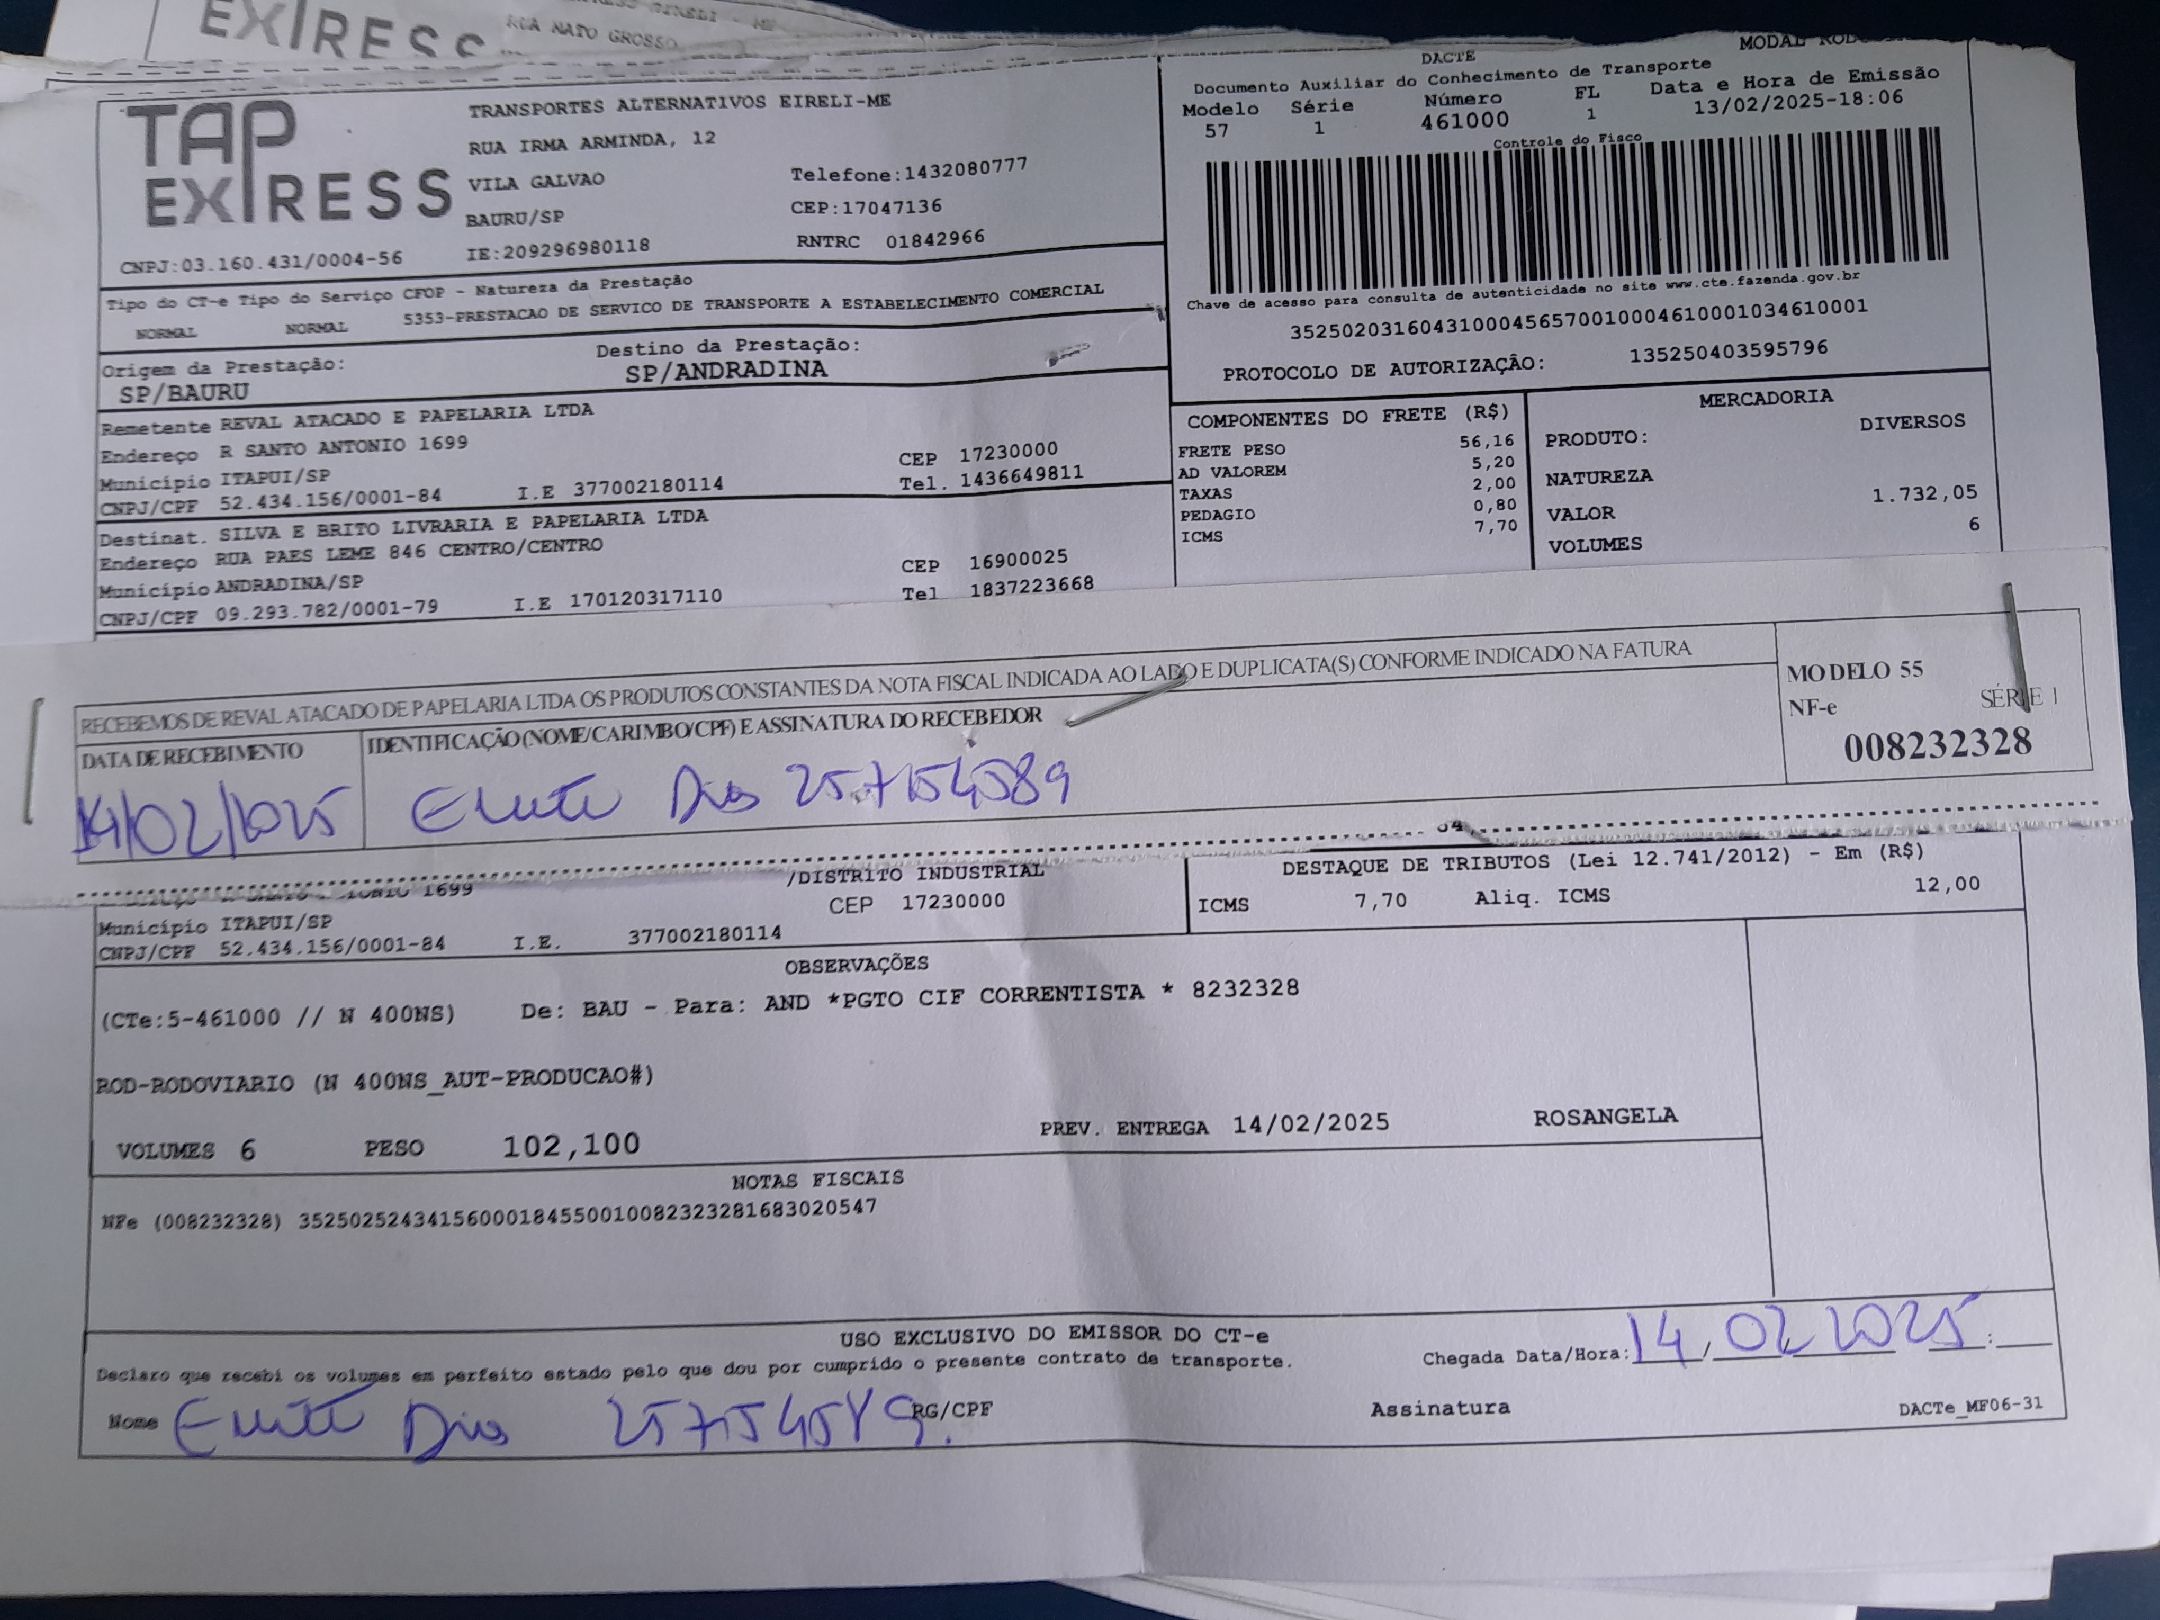 EXPRESS
RUA MATO GROSSO
TAP EXPRESS
TRANSPORTES ALTERNATIVOS EIRELI-ME
RUA IRMA ARMINDA, 12
VILA GALVAO Telefone:1432080777
BAURU/SP CEP:17047136
CNPJ:03.160.431/0004-56 IE:209296980118 RNTRC 01842966
Tipo do CT-e Tipo do Serviço CFOP - Natureza da Prestação
NORMAL NORMAL 5353-PRESTACAO DE SERVICO DE TRANSPORTE A ESTABELECIMENTO COMERCIAL
Origem da Prestação: Destino da Prestação:
SP/BAURU SP/ANDRADINA
Remetente REVAL ATACADO E PAPELARIA LTDA
Endereço R SANTO ANTONIO 1699
Município ITAPUI/SP CEP 17230000
CNPJ/CPF 52.434.156/0001-84 I.E 377002180114 Tel. 1436649811
Destinat. SILVA E BRITO LIVRARIA E PAPELARIA LTDA
Endereço RUA PAES LEME 846 CENTRO/CENTRO
Município ANDRADINA/SP CEP 16900025
CNPJ/CPF 09.293.782/0001-79 I.E 170120317110 Tel 1837223668
DACTE
MODAL
Documento Auxiliar do Conhecimento de Transporte
Modelo Série Número FL Data e Hora de Emissão
57 1 461000 1 13/02/2025-18:06
Controle do Fisco
Chave de acesso para consulta de autenticidade no site www.cte.fazenda.gov.br
35250203160431000456570010004610001034610001
PROTOCOLO DE AUTORIZAÇÃO: 135250403595796
COMPONENTES DO FRETE (R$)
FRETE PESO 56,16
AD VALOREM 5,20
TAXAS 2,00
PEDAGIO 0,80
ICMS 7,70
MERCADORIA
PRODUTO: DIVERSOS
NATUREZA
VALOR 1.732,05
VOLUMES 6
RECEBEMOS DE REVAL ATACADO DE PAPELARIA LTDA OS PRODUTOS CONSTANTES DA NOTA FISCAL INDICADA AO LADO E DUPLICATA(S) CONFORME INDICADO NA FATURA
DATA DE RECEBIMENTO IDENTIFICAÇÃO (NOME/CARIMBO/CPF) E ASSINATURA DO RECEBEDOR
14/02/2025 Dias 257154589
MODELO 55
NF-e SÉRIE 1
008232328
1699 /DISTRITO INDUSTRIAL
Município ITAPUI/SP CEP 17230000
CNPJ/CPF 52.434.156/0001-84 I.E. 377002180114
DESTAQUE DE TRIBUTOS (Lei 12.741/2012) - Em (R$)
ICMS 7,70 Aliq. ICMS 12,00
OBSERVAÇÕES
(CTe:5-461000 // N 400NS) De: BAU - Para: AND *PGTO CIF CORRENTISTA * 8232328
ROD-RODOVIARIO (N 400NS_AUT-PRODUCAO#)
VOLUMES 6 PESO 102,100 PREV. ENTREGA 14/02/2025 ROSANGELA
NOTAS FISCAIS
NFe (008232328) 35250252434156000184550010082323281683020547
USO EXCLUSIVO DO EMISSOR DO CT-e
Declaro que recebi os volumes em perfeito estado pelo que dou por cumprido o presente contrato de transporte.
Chegada Data/Hora: 14/02 2025 :
Nome Dias 257154589 RG/CPF Assinatura DACTe_MF06-31